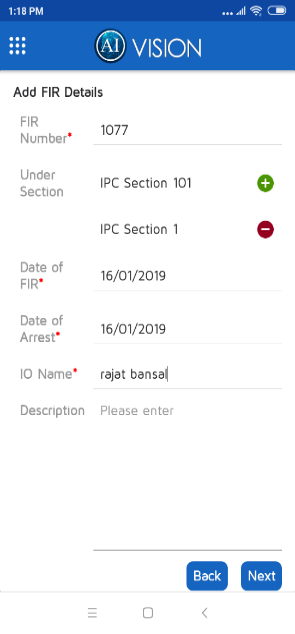 1:18 PM
AI VISION
Add FIR Details
FIR
Number* 1077
Under
Section IPC Section 101
IPC Section 1
Date of
FIR* 16/01/2019
Date of
Arrest* 16/01/2019
IO Name* rajat bansal
Description Please enter
Back Next